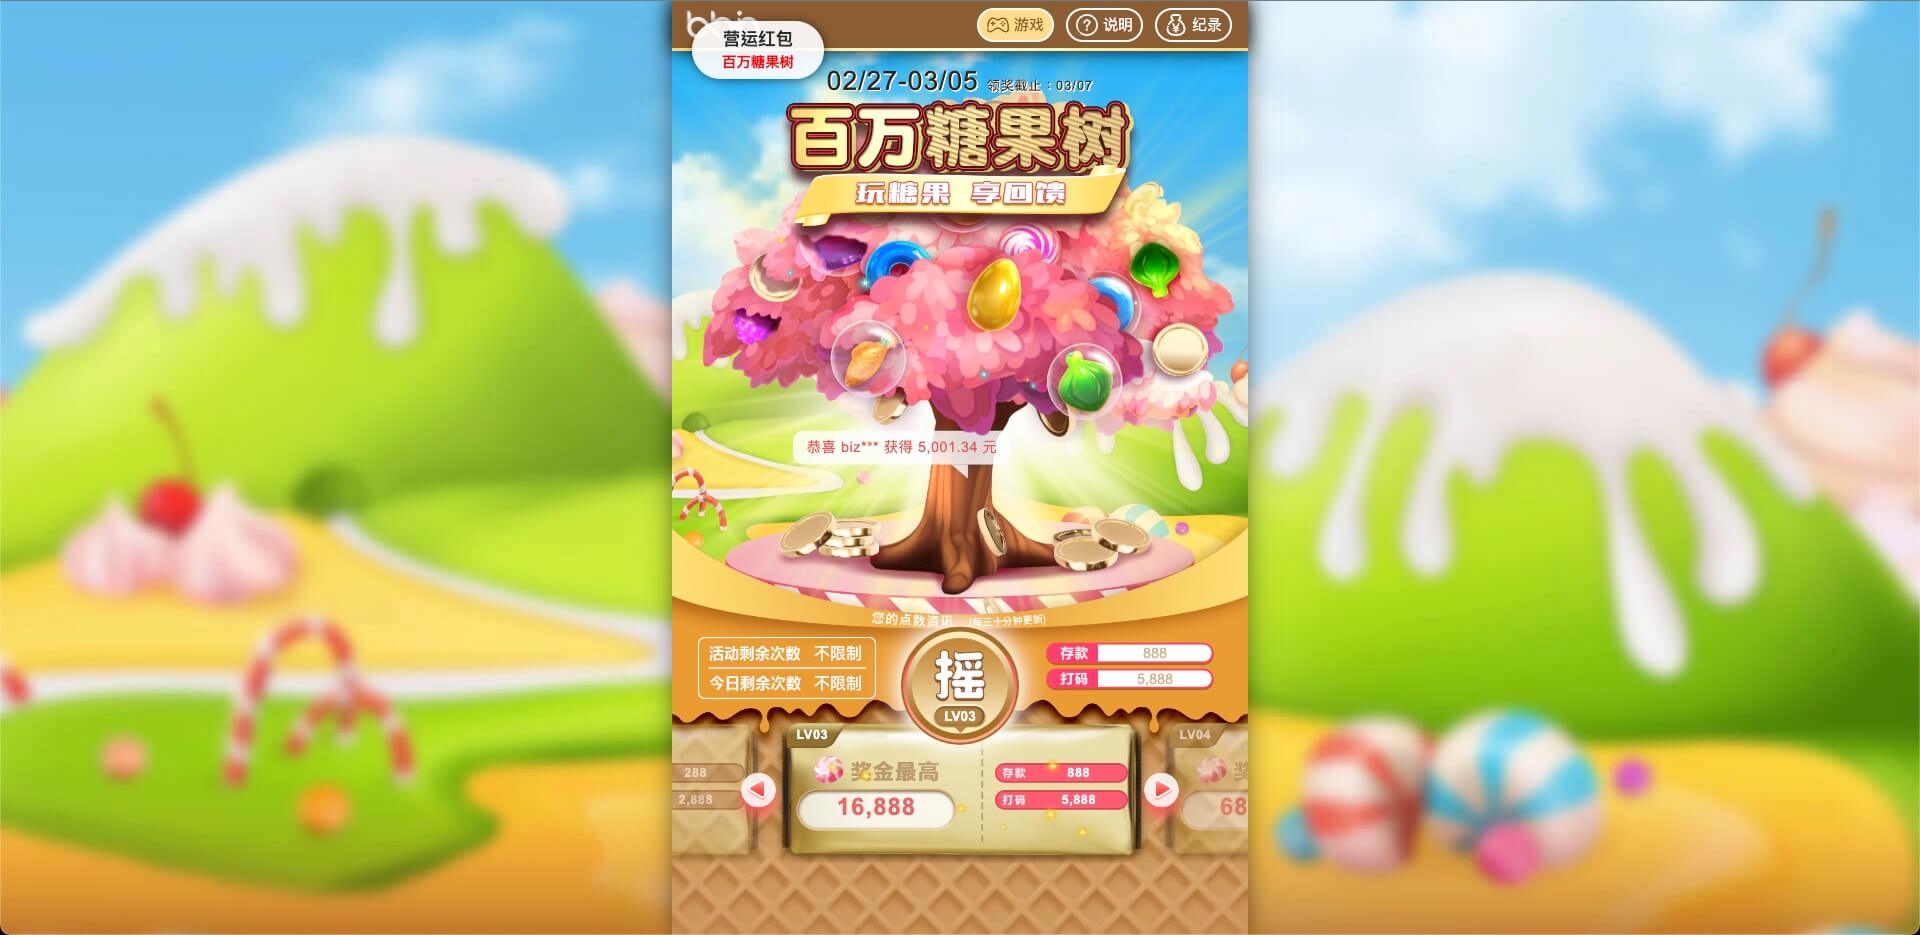 bbin
游戏
说明
纪录
营运红包
百万糖果树
02/27-03/05 领奖截止：03/07
百万糖果树
玩糖果 享回馈
恭喜 biz*** 获得 5,001.34 元
您的点数资讯 (每三十分钟更新)
活动剩余次数 不限制
今日剩余次数 不限制
摇
LV03
存款 888
打码 5,888
288
2,888
LV03
奖金最高
16,888
存款 888
打码 5,888
LV04
奖
68